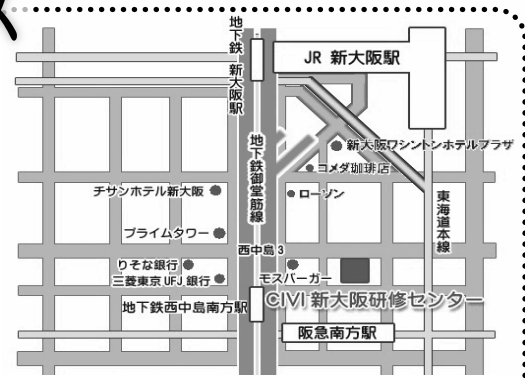 地下鉄 新大阪駅
JR 新大阪駅
地下鉄御堂筋線
新大阪ワシントンホテルプラザ
コメダ珈琲店
チサンホテル新大阪
ローソン
東海道本線
プライムタワー
西中島3
りそな銀行
三菱東京UFJ銀行
モスバーガー
CIVI新大阪研修センター
地下鉄西中島南方駅
阪急南方駅